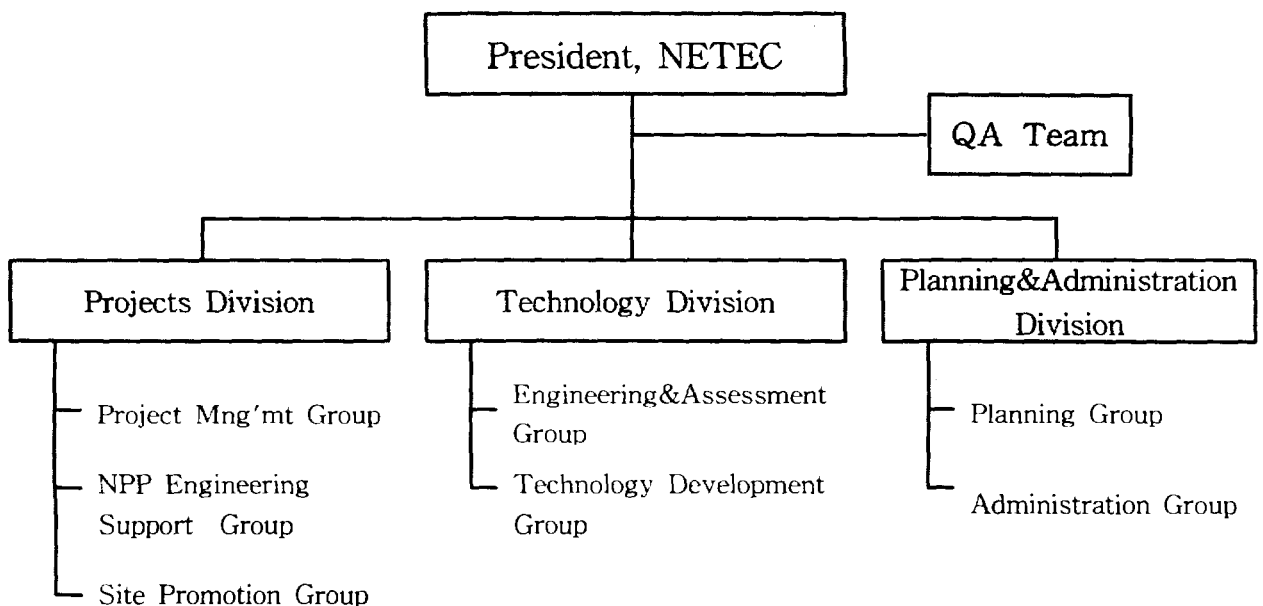 President, NETEC
QA Team
Projects Division
Project Mng'mt Group
NPP Engineering
Support Group
Site Promotion Group
Technology Division
Engineering&Assessment
Group
Technology Development
Group
Planning&Administration
Division
Planning Group
Administration Group